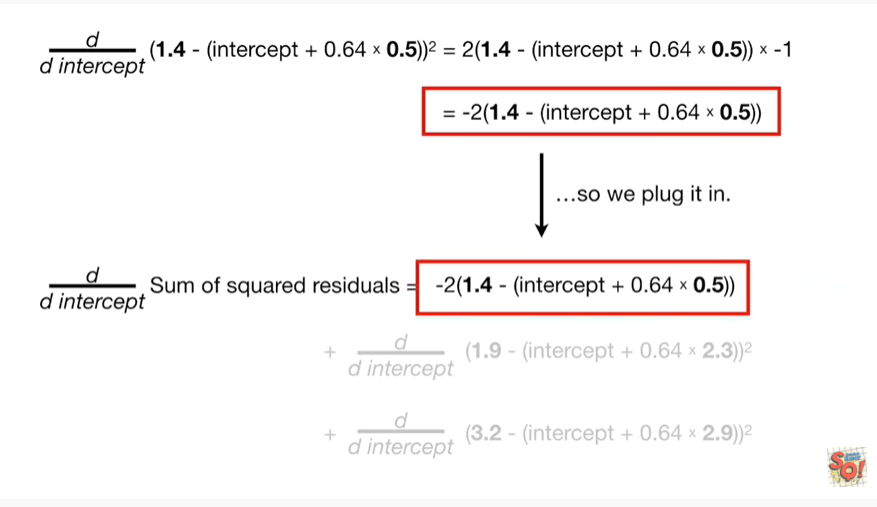 d
d intercept (1.4 - (intercept + 0.64 × 0.5))² = 2(1.4 - (intercept + 0.64 × 0.5)) × -1
= -2(1.4 - (intercept + 0.64 × 0.5))
…so we plug it in.
d
d intercept Sum of squared residuals = -2(1.4 - (intercept + 0.64 × 0.5))
+ d
d intercept (1.9 - (intercept + 0.64 × 2.3))²
+ d
d intercept (3.2 - (intercept + 0.64 × 2.9))²
SQ!